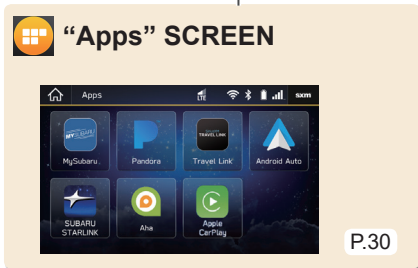 “Apps” SCREEN
Apps
LTE
sxm
MySUBARU
TRAVEL LINK
MySubaru
Pandora
Travel Link
Android Auto
SUBARU
STARLINK
Aha
Apple
CarPlay
P.30